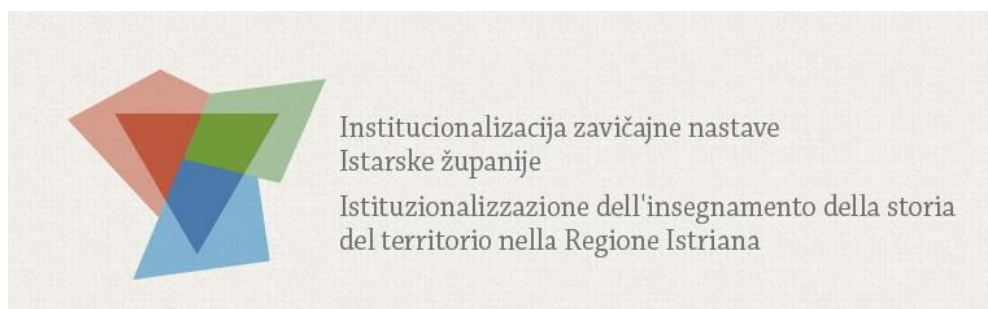 Institucionalizacija zavičajne nastave
Istarske županije
Istituzionalizzazione dell'insegnamento della storia
del territorio nella Regione Istriana